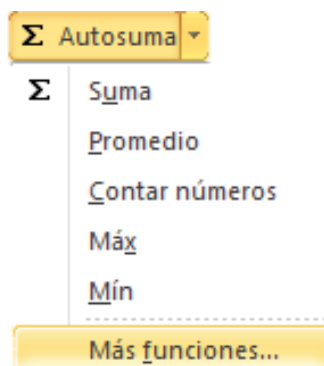 Σ Autosuma
Σ Suma
Promedio
Contar números
Máx
Mín
Más funciones...